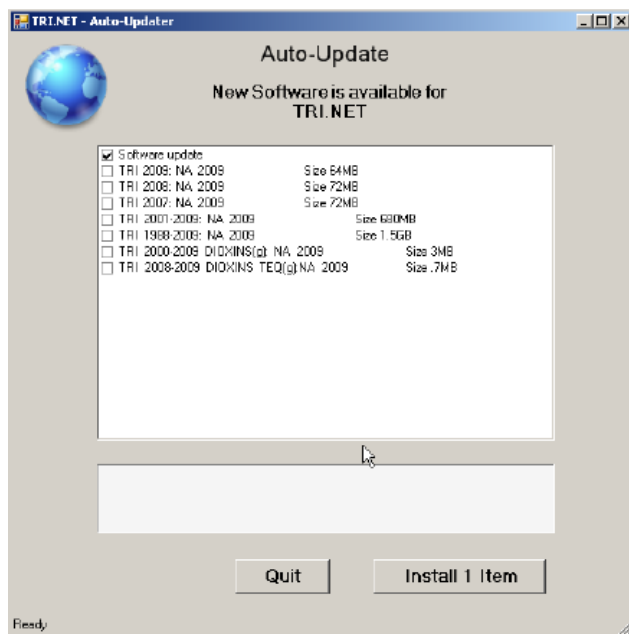 TRI.NET - Auto-Updater
Auto-Update
New Software is available for
TRI.NET
Software update
TRI 2009: NA 2009 Size 64MB
TRI 2008: NA 2009 Size 72MB
TRI 2007: NA 2009 Size 72MB
TRI 2001-2009: NA 2009 Size 690MB
TRI 1988-2009: NA 2009 Size 1.5GB
TRI 2000-2009 DIOXINS(g): NA 2009 Size 3MB
TRI 2008-2009 DIOXINS TEQ(g):NA 2009 Size .7MB
Quit
Install 1 Item
Ready